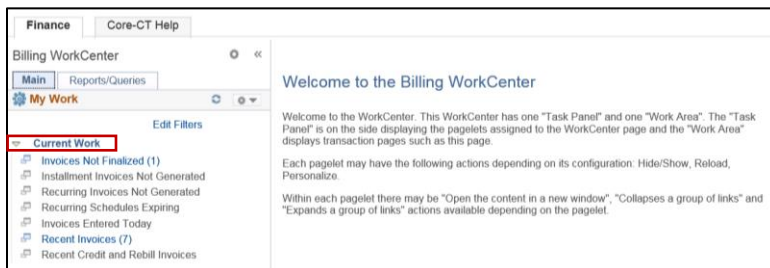 Finance Core-CT Help
Billing WorkCenter
Main Reports/Queries
My Work
Edit Filters
Current Work
Invoices Not Finalized (1)
Installment Invoices Not Generated
Recurring Invoices Not Generated
Recurring Schedules Expiring
Invoices Entered Today
Recent Invoices (7)
Recent Credit and Rebill Invoices
Welcome to the Billing WorkCenter
Welcome to the WorkCenter. This WorkCenter has one "Task Panel" and one "Work Area". The "Task
Panel" is on the side displaying the pagelets assigned to the WorkCenter page and the "Work Area"
displays transaction pages such as this page.
Each pagelet may have the following actions depending on its configuration: Hide/Show, Reload,
Personalize.
Within each pagelet there may be "Open the content in a new window", "Collapses a group of links" and
"Expands a group of links" actions available depending on the pagelet.